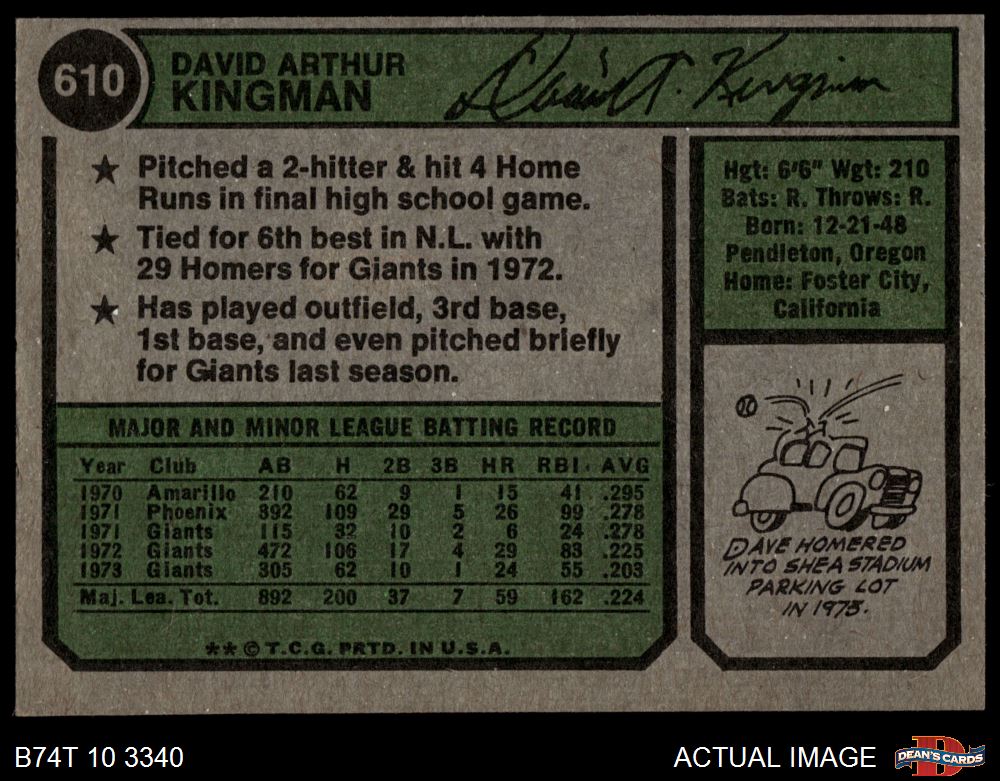 610
DAVID ARTHUR
KINGMAN
David A. Kingman
★ Pitched a 2-hitter & hit 4 Home
Runs in final high school game.
★ Tied for 6th best in N.L. with
29 Homers for Giants in 1972.
★ Has played outfield, 3rd base,
1st base, and even pitched briefly
for Giants last season.
Hgt: 6'6" Wgt: 210
Bats: R. Throws: R.
Born: 12-21-48
Pendleton, Oregon
Home: Foster City,
California
MAJOR AND MINOR LEAGUE BATTING RECORD
Year Club AB H 2B 3B HR RBI AVG
1970 Amarillo 210 62 9 1 15 41 .295
1971 Phoenix 392 109 29 5 26 99 .278
1971 Giants 115 32 10 2 6 24 .278
1972 Giants 472 106 17 4 29 83 .225
1973 Giants 305 62 10 1 24 55 .203
Maj. Lea. Tot. 892 200 37 7 59 162 .224
** © T.C.G. PRTD. IN U.S.A.
DAVE HOMERED
INTO SHEA STADIUM
PARKING LOT
IN 1973.
B74T 10 3340
ACTUAL IMAGE
D
DEAN'S CARDS